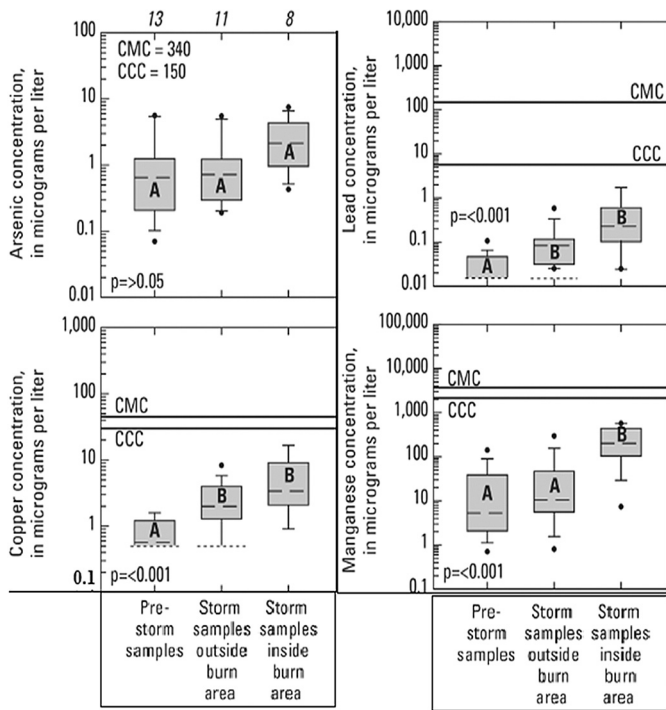 13 11 8
Arsenic concentration,
in micrograms per liter
100
10
1
0.1
0.01
CMC = 340
CCC = 150
A
A
A
p=>0.05
Lead concentration,
in micrograms per liter
10,000
1,000
100
10
1
0.1
0.01
CMC
CCC
p=<0.001
A
B
B
Copper concentration,
in micrograms per liter
1,000
100
10
1
0.1
CMC
CCC
A
B
B
p=<0.001
Manganese concentration,
in micrograms per liter
100,000
10,000
1,000
100
10
1
0.1
CMC
CCC
A
A
B
p=<0.001
Pre-
storm
samples
Storm
samples
outside
burn
area
Storm
samples
inside
burn
area
Pre-
storm
samples
Storm
samples
outside
burn
area
Storm
samples
inside
burn
area